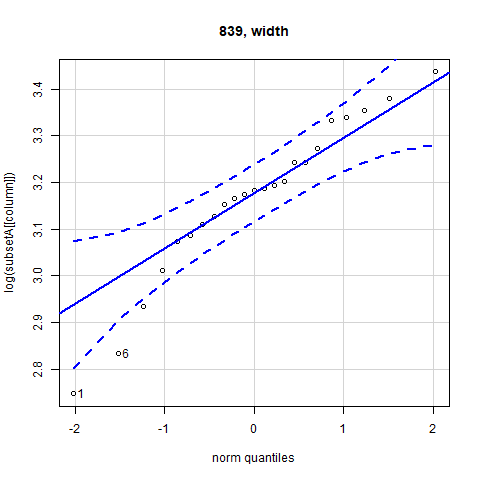 839, width
log(subsetA[[column]])
3.4
3.3
3.2
3.1
3.0
2.9
2.8
6
1
-2 -1 0 1 2
norm quantiles